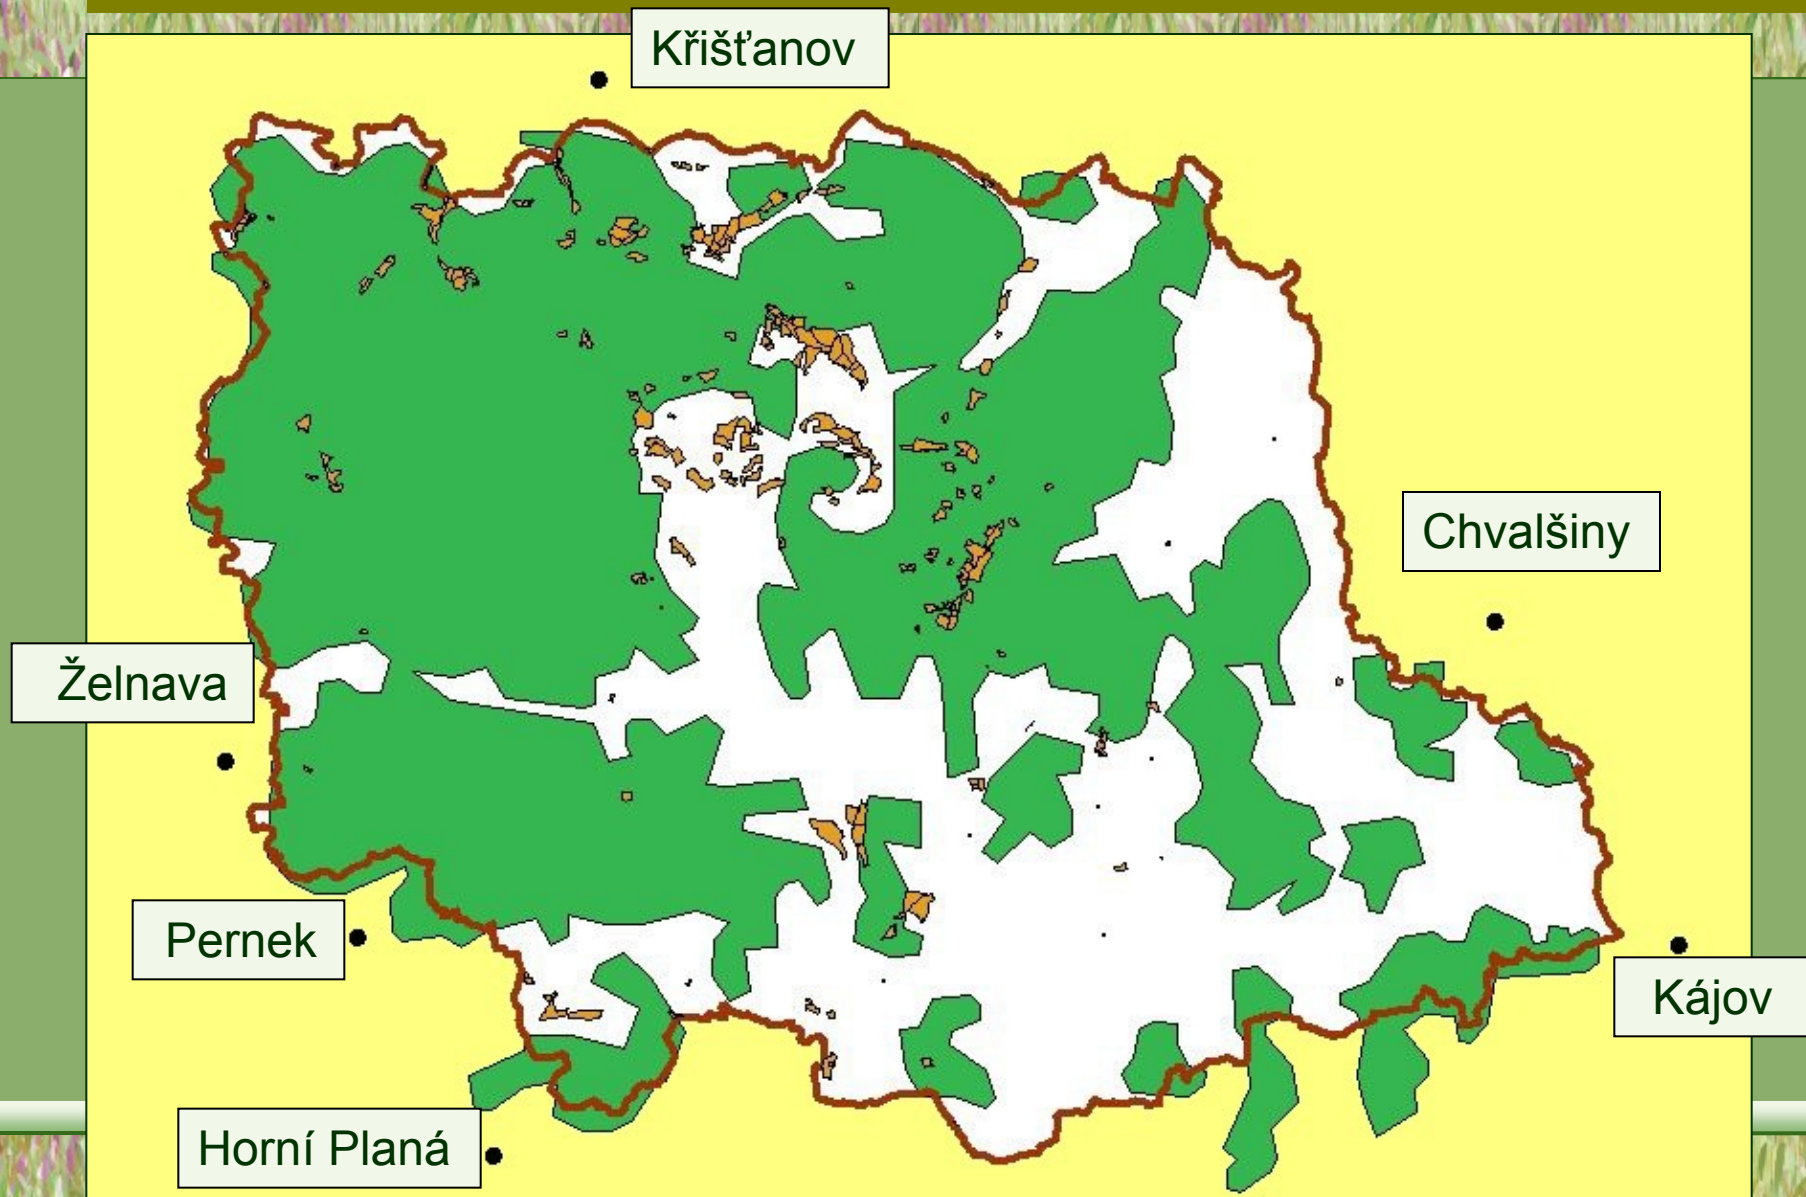 Křišťanov
Chvalšiny
Želnava
Pernek
Kájov
Horní Planá